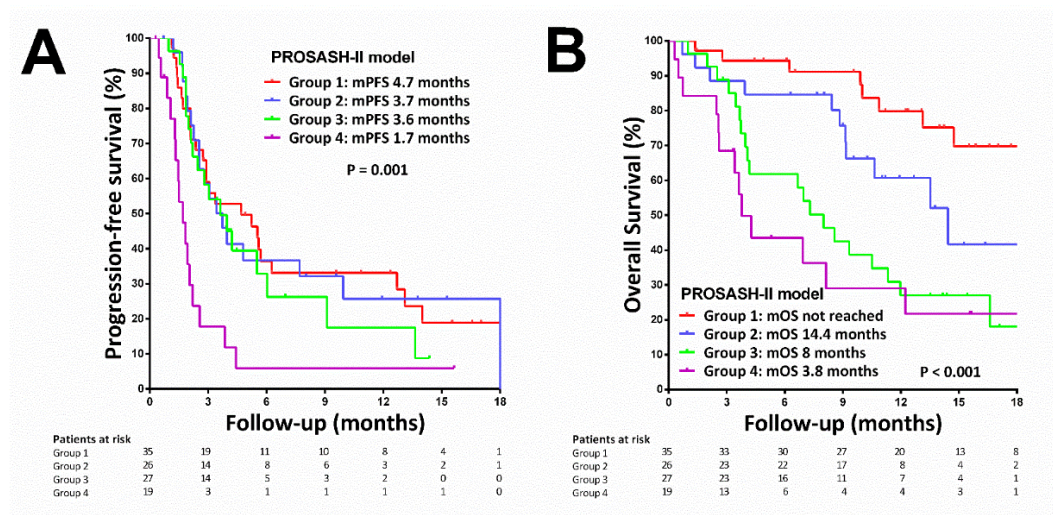 A
Progression-free survival (%)
100
90
80
70
60
50
40
30
20
10
0
PROSASH-II model
Group 1: mPFS 4.7 months
Group 2: mPFS 3.7 months
Group 3: mPFS 3.6 months
Group 4: mPFS 1.7 months
P = 0.001
0 3 6 9 12 15 18
Follow-up (months)
Patients at risk
Group 1 35 19 11 10 8 4 1
Group 2 26 14 8 6 3 2 1
Group 3 27 14 5 3 2 0 0
Group 4 19 3 1 1 1 1 0
B
Overall Survival (%)
100
90
80
70
60
50
40
30
20
10
0
PROSASH-II model
Group 1: mOS not reached
Group 2: mOS 14.4 months
Group 3: mOS 8 months
Group 4: mOS 3.8 months
P < 0.001
0 3 6 9 12 15 18
Follow-up (months)
Patients at risk
Group 1 35 33 30 27 20 13 8
Group 2 26 23 22 17 8 4 2
Group 3 27 23 16 11 7 4 1
Group 4 19 13 6 4 4 3 1